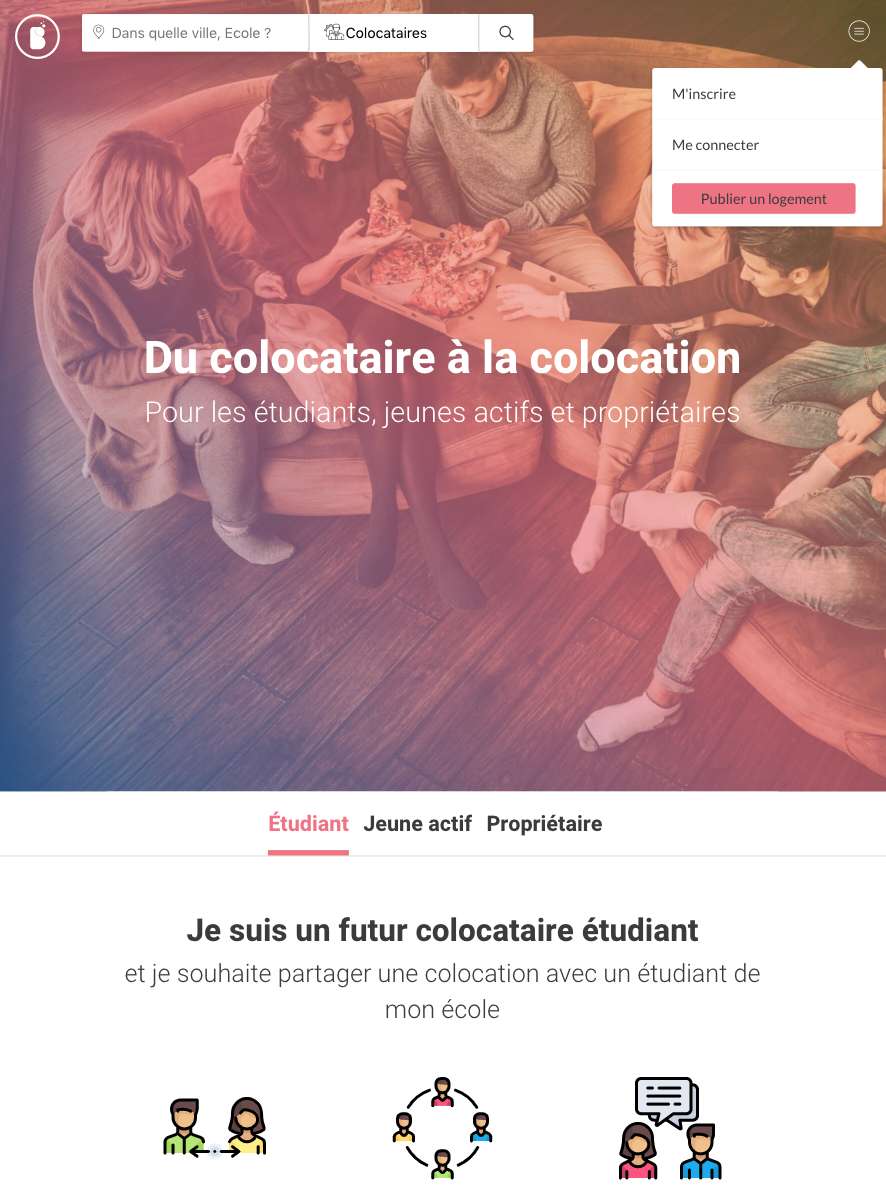 Dans quelle ville, Ecole ?
Colocataires
M'inscrire
Me connecter
Publier un logement
Du colocataire à la colocation
Pour les étudiants, jeunes actifs et propriétaires
Étudiant Jeune actif Propriétaire
Je suis un futur colocataire étudiant
et je souhaite partager une colocation avec un étudiant de
mon école